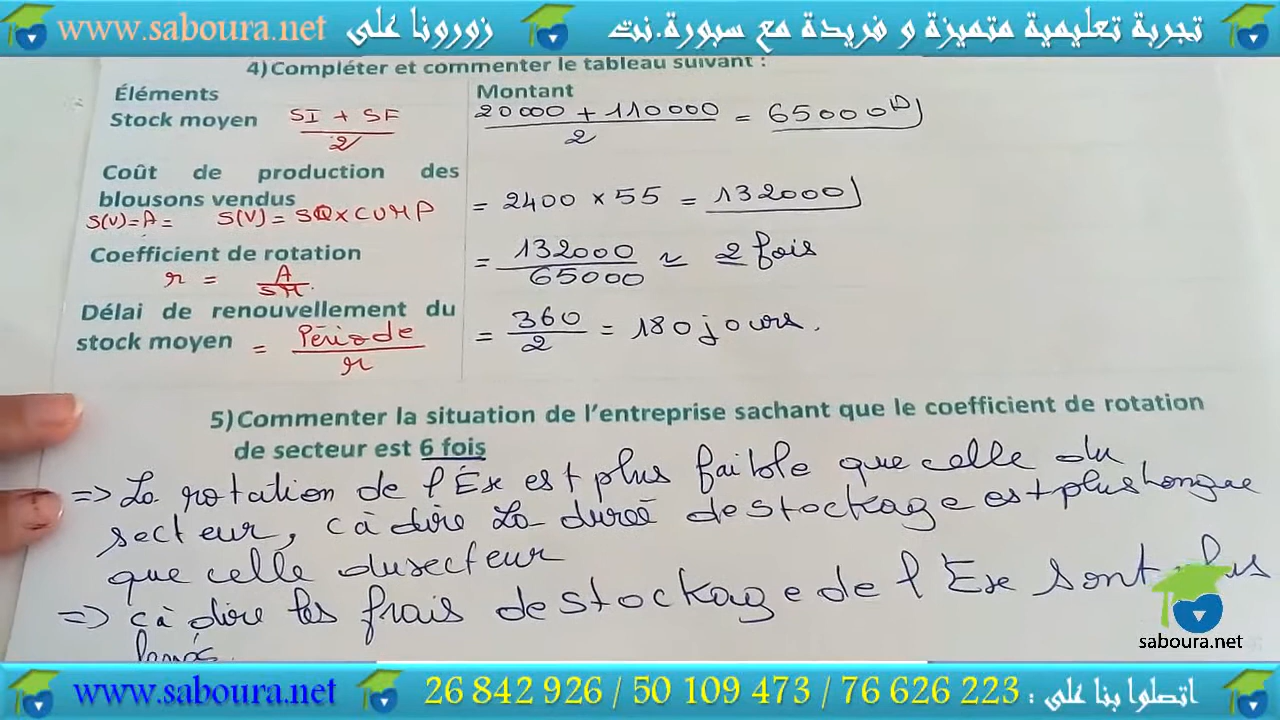 www.saboura.net زورونا على تجربة تعليمية متميزة و فريدة مع سبورة.نت
4) Compléter et commenter le tableau suivant :
Éléments Montant
Stock moyen SI + SF / 2 20000 + 110000 / 2 = 65000D
Coût de production des
blousons vendus = 2400 × 55 = 132000
S(V)=A= S(V) = SQ×CUMP
Coefficient de rotation = 132000 / 65000 ≃ 2 fois
r = A / SM.
Délai de renouvellement du
stock moyen = Période / r = 360 / 2 = 180 jours.
5) Commenter la situation de l'entreprise sachant que le coefficient de rotation
de secteur est 6 fois
=> La rotation de l'Ese est plus faible que celle du
secteur, c à dire la dureé de stockage est plus longue
que celle du secteur
=> c à dire les frais de stockage de l'Ese sont plus
saboura.net
www.saboura.net 26 842 926 / 50 109 473 / 76 626 223 : اتصلوا بنا على